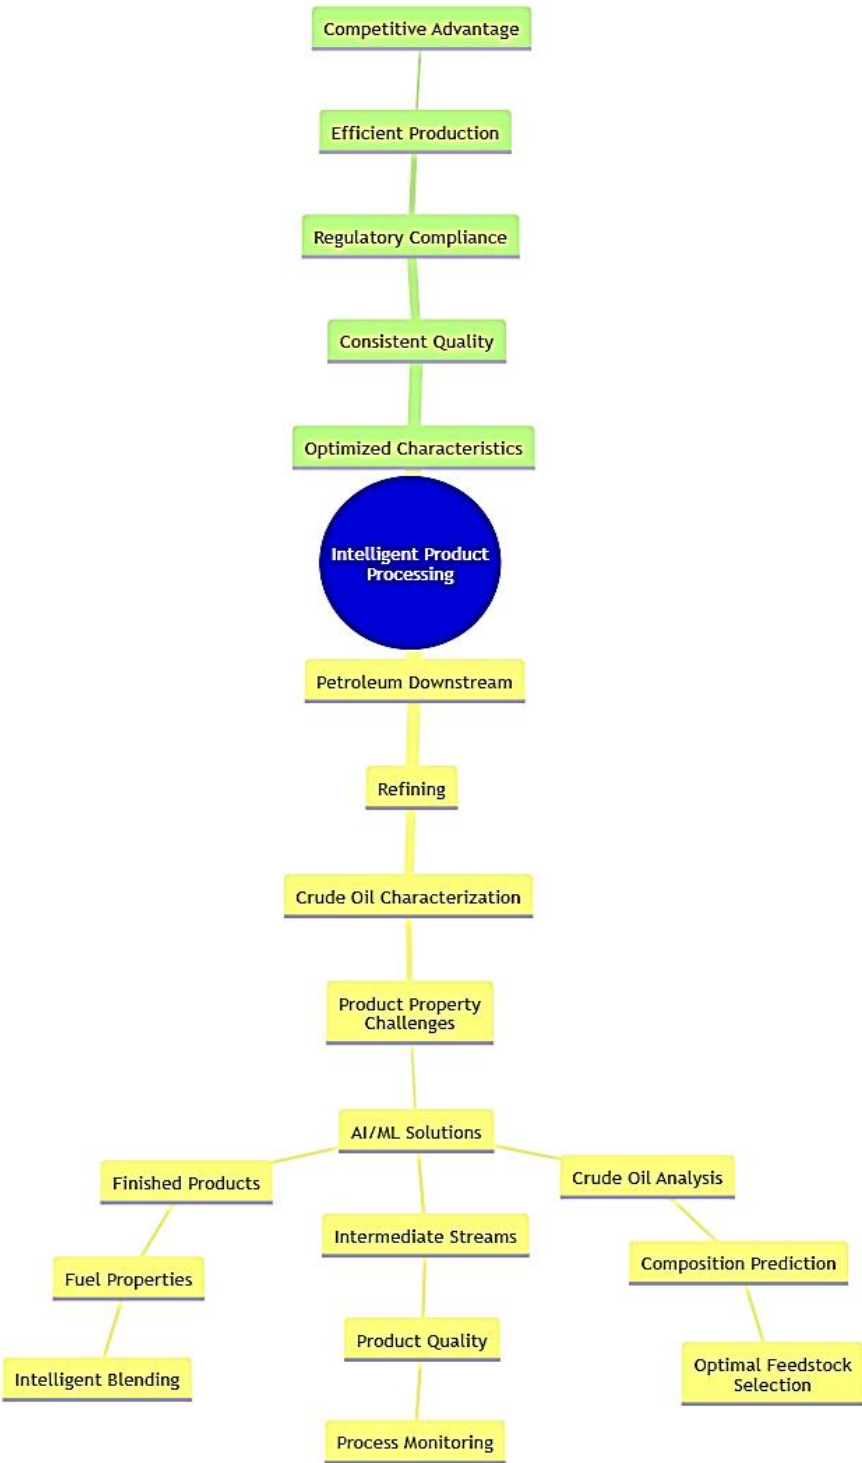 Competitive Advantage
Efficient Production
Regulatory Compliance
Consistent Quality
Optimized Characteristics
Intelligent Product
Processing
Petroleum Downstream
Refining
Crude Oil Characterization
Product Property
Challenges
AI/ML Solutions
Finished Products
Fuel Properties
Intelligent Blending
Intermediate Streams
Product Quality
Process Monitoring
Crude Oil Analysis
Composition Prediction
Optimal Feedstock
Selection